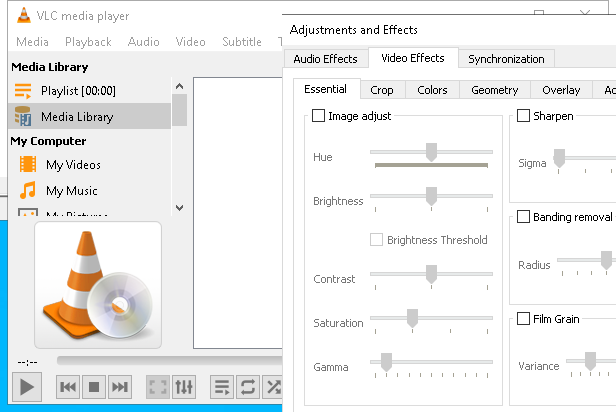 VLC media player
Media Playback Audio Video Subtitle
Media Library
Playlist [00:00]
Media Library
My Computer
My Videos
My Music
My Pictures
--:--
Adjustments and Effects
Audio Effects Video Effects Synchronization
Essential Crop Colors Geometry Overlay
Image adjust
Hue
Brightness
Brightness Threshold
Contrast
Saturation
Gamma
Sharpen
Sigma
Banding removal
Radius
Film Grain
Variance